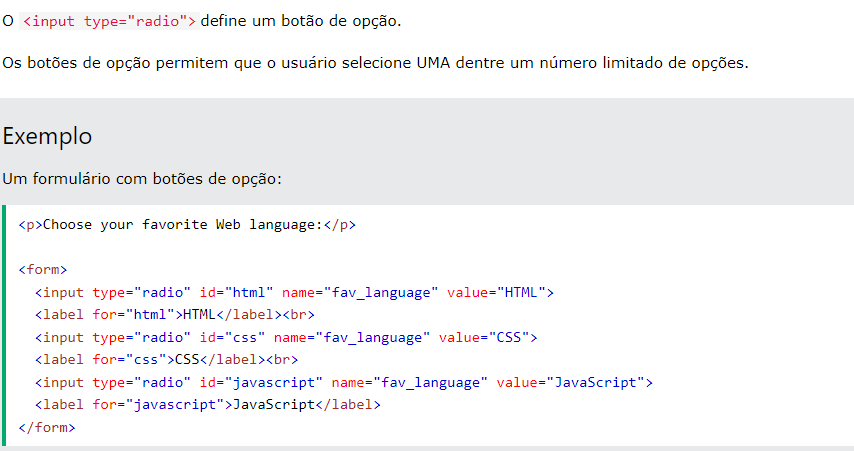 O <input type="radio"> define um botão de opção.
Os botões de opção permitem que o usuário selecione UMA dentre um número limitado de opções.
Exemplo
Um formulário com botões de opção:
<p>Choose your favorite Web language:</p>
<form>
<input type="radio" id="html" name="fav_language" value="HTML">
<label for="html">HTML</label><br>
<input type="radio" id="css" name="fav_language" value="CSS">
<label for="css">CSS</label><br>
<input type="radio" id="javascript" name="fav_language" value="JavaScript">
<label for="javascript">JavaScript</label>
</form>